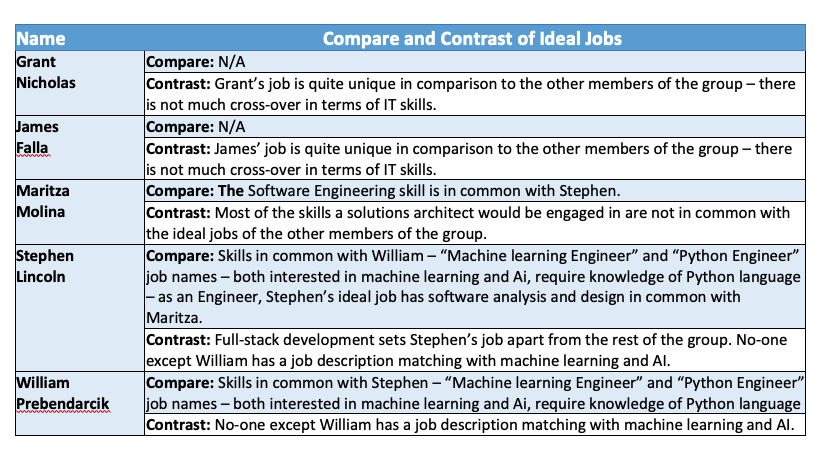 Name Compare and Contrast of Ideal Jobs
Grant
Nicholas
Compare: N/A
Contrast: Grant’s job is quite unique in comparison to the other members of the group – there
is not much cross-over in terms of IT skills.
James
Falla
Compare: N/A
Contrast: James’ job is quite unique in comparison to the other members of the group – there
is not much cross-over in terms of IT skills.
Maritza
Molina
Compare: The Software Engineering skill is in common with Stephen.
Contrast: Most of the skills a solutions architect would be engaged in are not in common with
the ideal jobs of the other members of the group.
Stephen
Lincoln
Compare: Skills in common with William – “Machine learning Engineer” and “Python Engineer”
job names – both interested in machine learning and Ai, require knowledge of Python language
– as an Engineer, Stephen’s ideal job has software analysis and design in common with
Maritza.
Contrast: Full-stack development sets Stephen’s job apart from the rest of the group. No-one
except William has a job description matching with machine learning and AI.
William
Prebendarcik
Compare: Skills in common with Stephen – “Machine learning Engineer” and “Python Engineer”
job names – both interested in machine learning and Ai, require knowledge of Python language
Contrast: No-one except William has a job description matching with machine learning and AI.